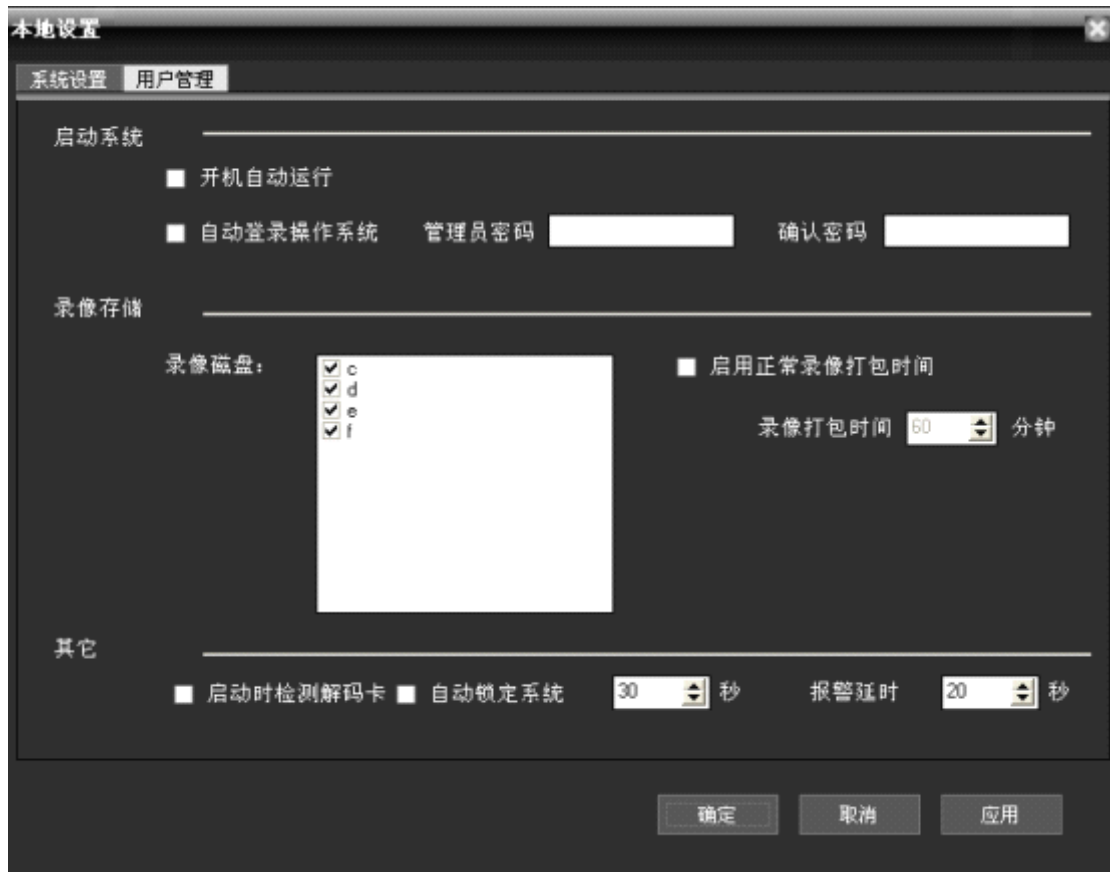 本地设置
系统设置 用户管理
启动系统
开机自动运行
自动登录操作系统 管理员密码 确认密码
录像存储
录像磁盘： c 启用正常录像打包时间
d
e
f
录像打包时间 60 分钟
其它
启动时检测解码卡 自动锁定系统 30 秒 报警延时 20 秒
确定 取消 应用